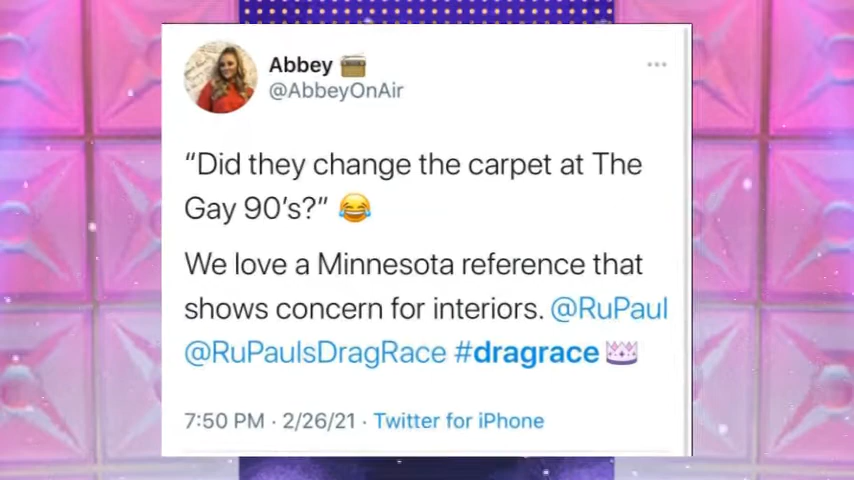 Abbey 📻
@AbbeyOnAir
“Did they change the carpet at The
Gay 90’s?” 😂
We love a Minnesota reference that
shows concern for interiors. @RuPaul
@RuPaulsDragRace #dragrace
7:50 PM · 2/26/21 · Twitter for iPhone